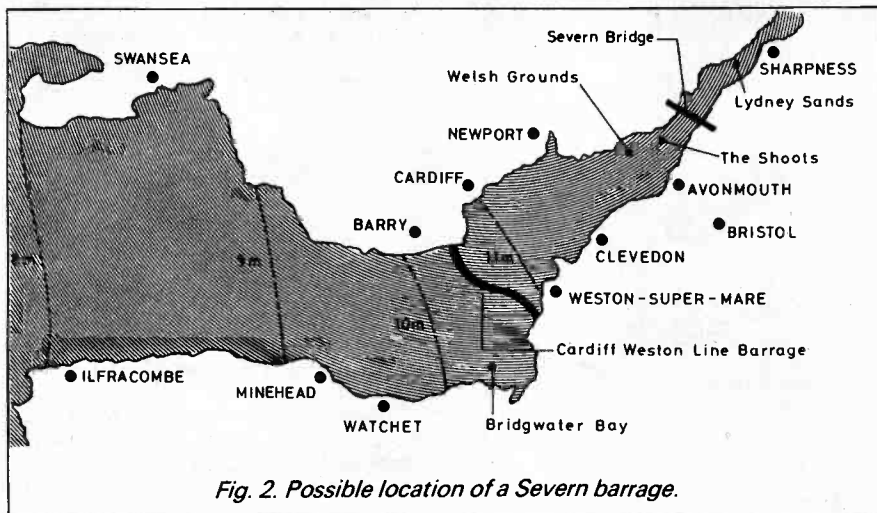 Severn Bridge
SWANSEA
SHARPNESS
Welsh Grounds
Lydney Sands
NEWPORT
The Shoots
CARDIFF
AVONMOUTH
BARRY
BRISTOL
CLEVEDON
8m
9m
11m
WESTON-SUPER-MARE
10m
Cardiff Weston Line Barrage
ILFRACOMBE
MINEHEAD
WATCHET
Bridgwater Bay
Fig. 2. Possible location of a Severn barrage.